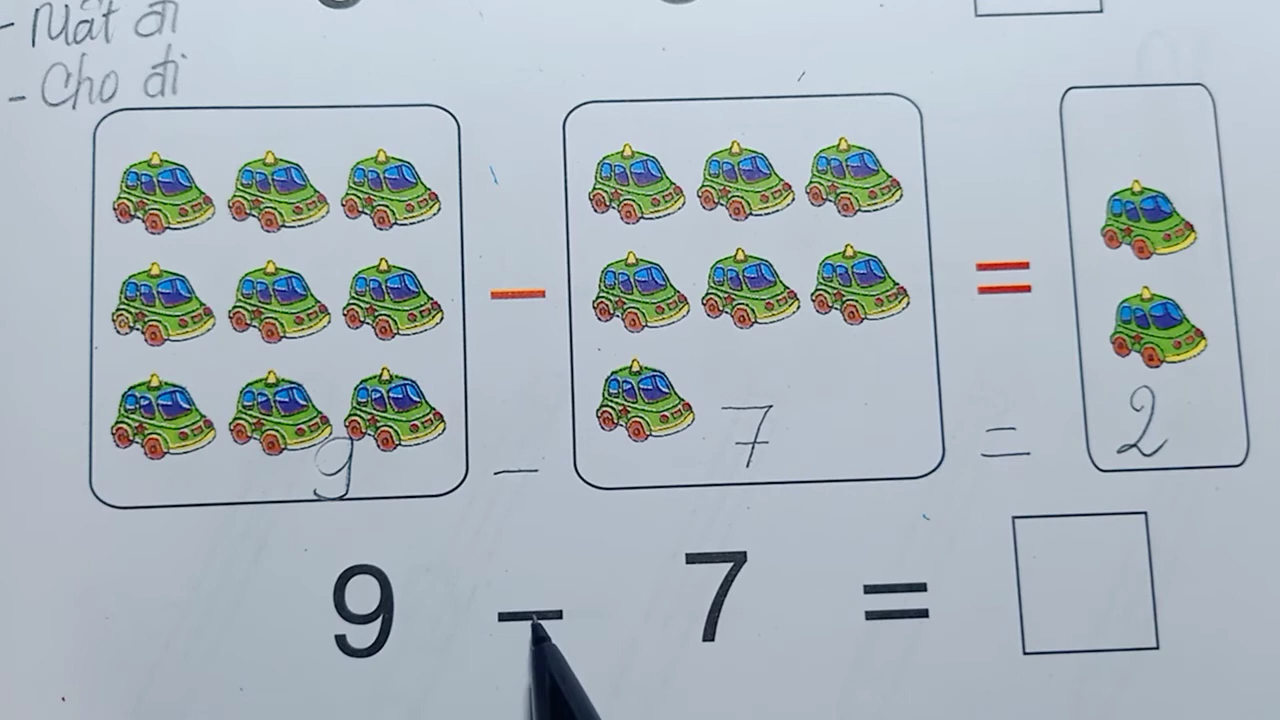 - Mất đi
- Cho đi
9 - 7 = 2
9 - 7 =